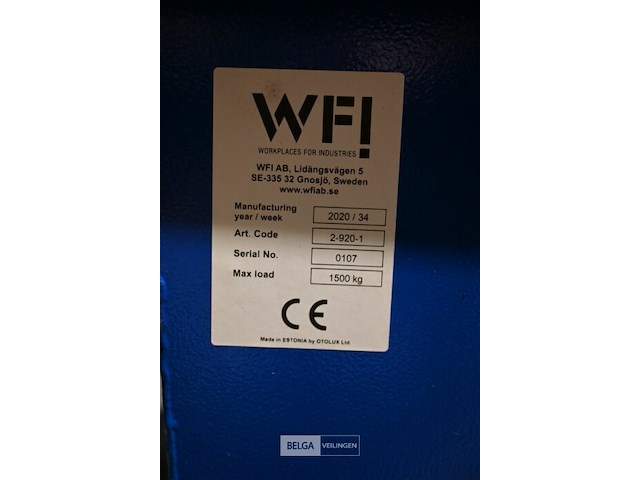 WFI
WORKPLACES FOR INDUSTRIES
WFI AB, Lidängsvägen 5
SE-335 32 Gnosjö, Sweden
www.wfiab.se
Manufacturing year / week 2020 / 34
Art. Code 2-920-1
Serial No. 0107
Max load 1500 kg
CE
Made in ESTONIA by OTOLUX Ltd.
BELGA VEILINGEN